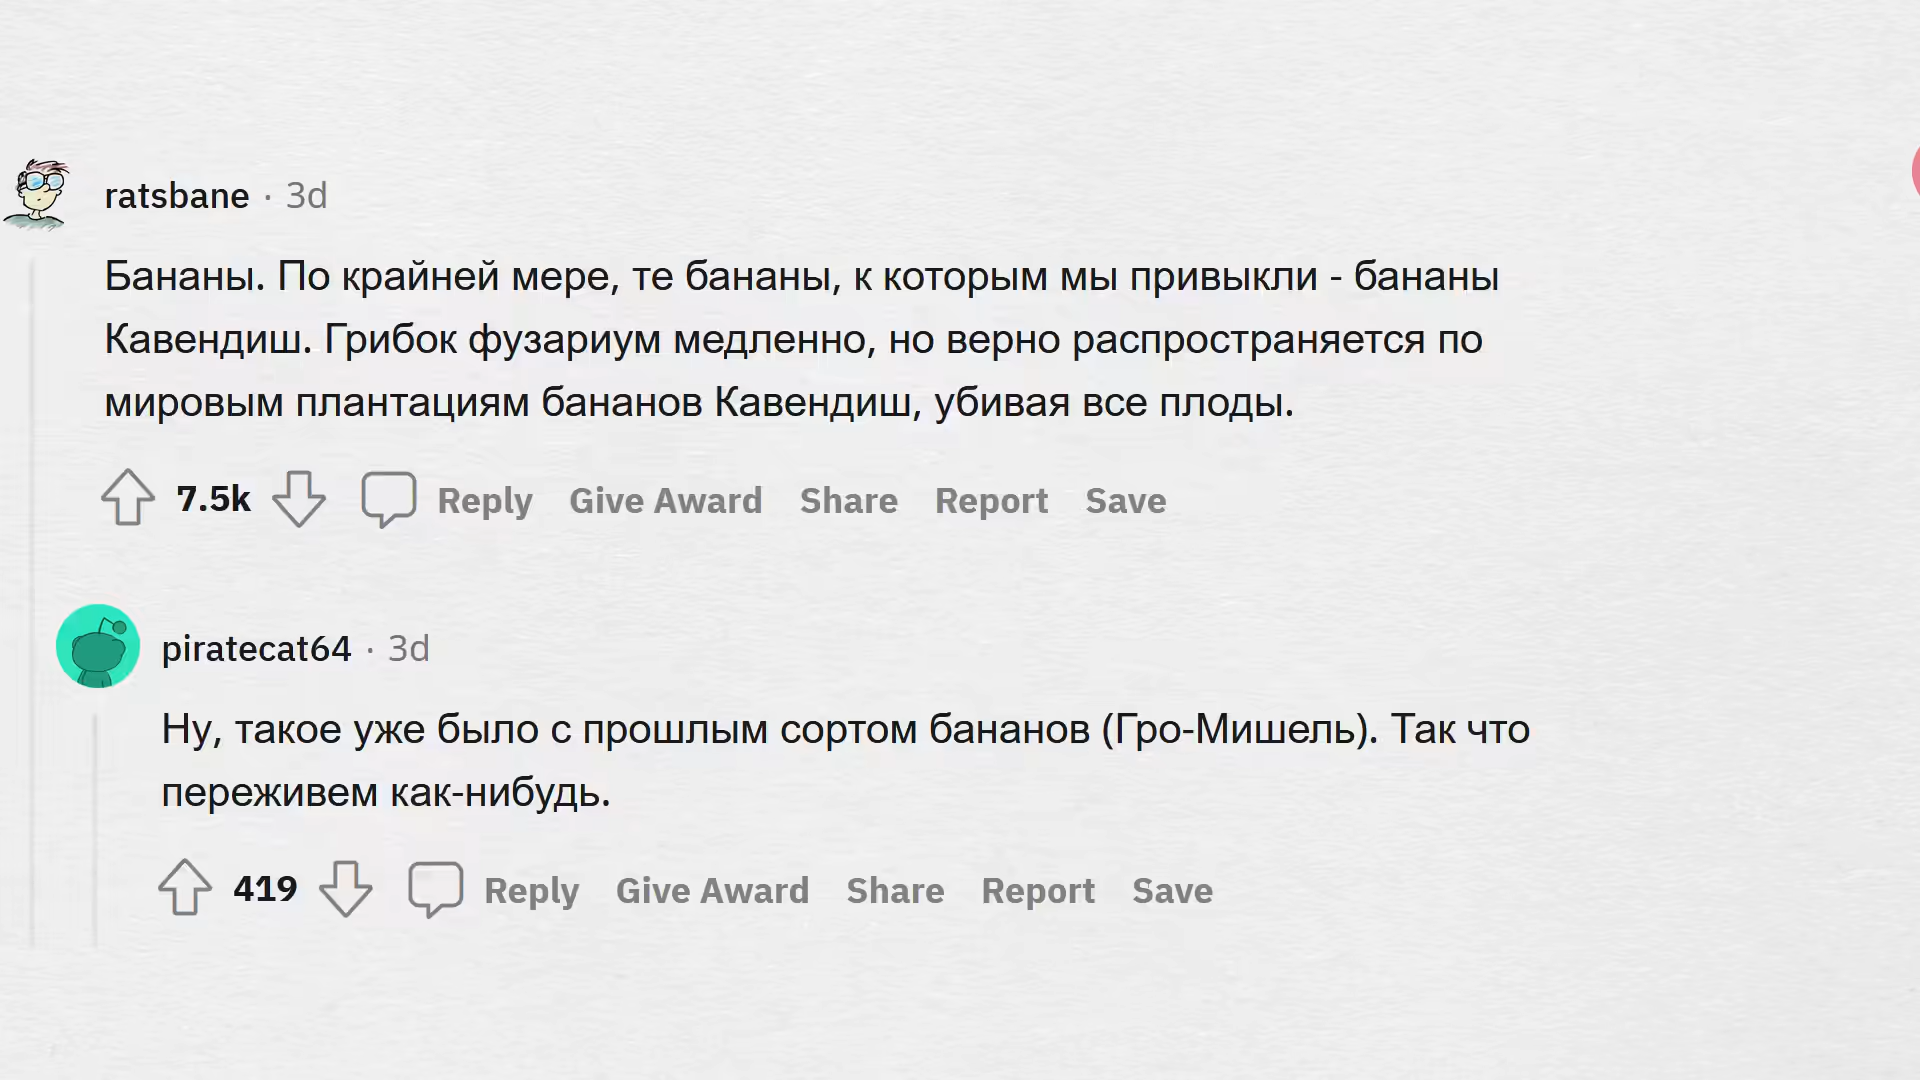 ratsbane · 3d
Бананы. По крайней мере, те бананы, к которым мы привыкли - бананы
Кавендиш. Грибок фузариум медленно, но верно распространяется по
мировым плантациям бананов Кавендиш, убивая все плоды.
7.5k Reply Give Award Share Report Save
piratecat64 · 3d
Ну, такое уже было с прошлым сортом бананов (Гро-Мишель). Так что
переживем как-нибудь.
419 Reply Give Award Share Report Save